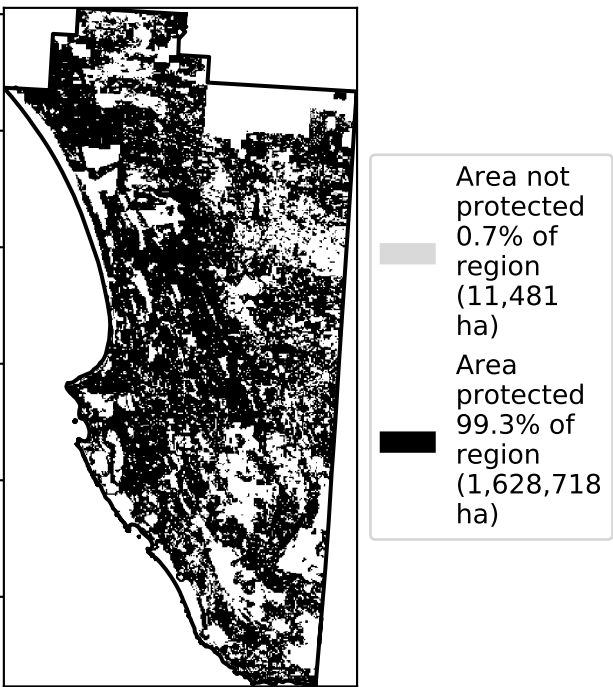 Area not
protected
0.7% of
region
(11,481
ha)
Area
protected
99.3% of
region
(1,628,718
ha)